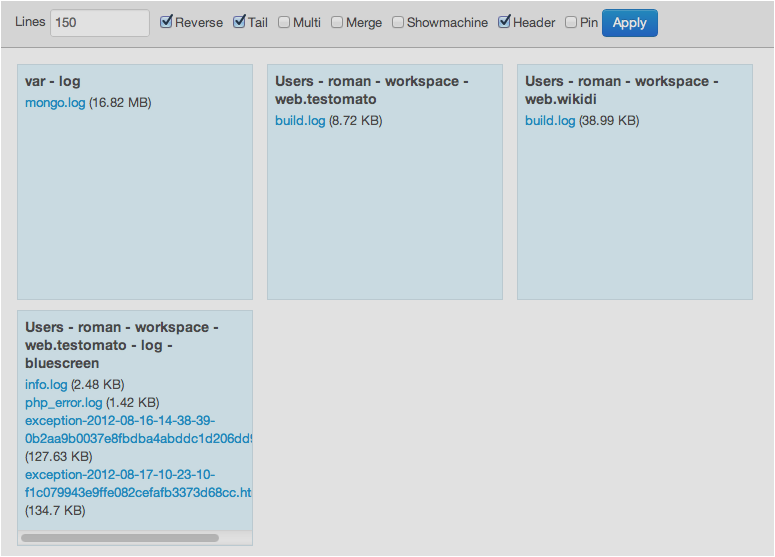 Lines 150 Reverse Tail Multi Merge Showmachine Header Pin Apply
var - log
mongo.log (16.82 MB)
Users - roman - workspace -
web.testomato
build.log (8.72 KB)
Users - roman - workspace -
web.wikidi
build.log (38.99 KB)
Users - roman - workspace -
web.testomato - log -
bluescreen
info.log (2.48 KB)
php_error.log (1.42 KB)
exception-2012-08-16-14-38-39-
0b2aa9b0037e8fbdba4abddc1d206dd9
(127.63 KB)
exception-2012-08-17-10-23-10-
f1c079943e9ffe082cefafb3373d68cc.ht
(134.7 KB)